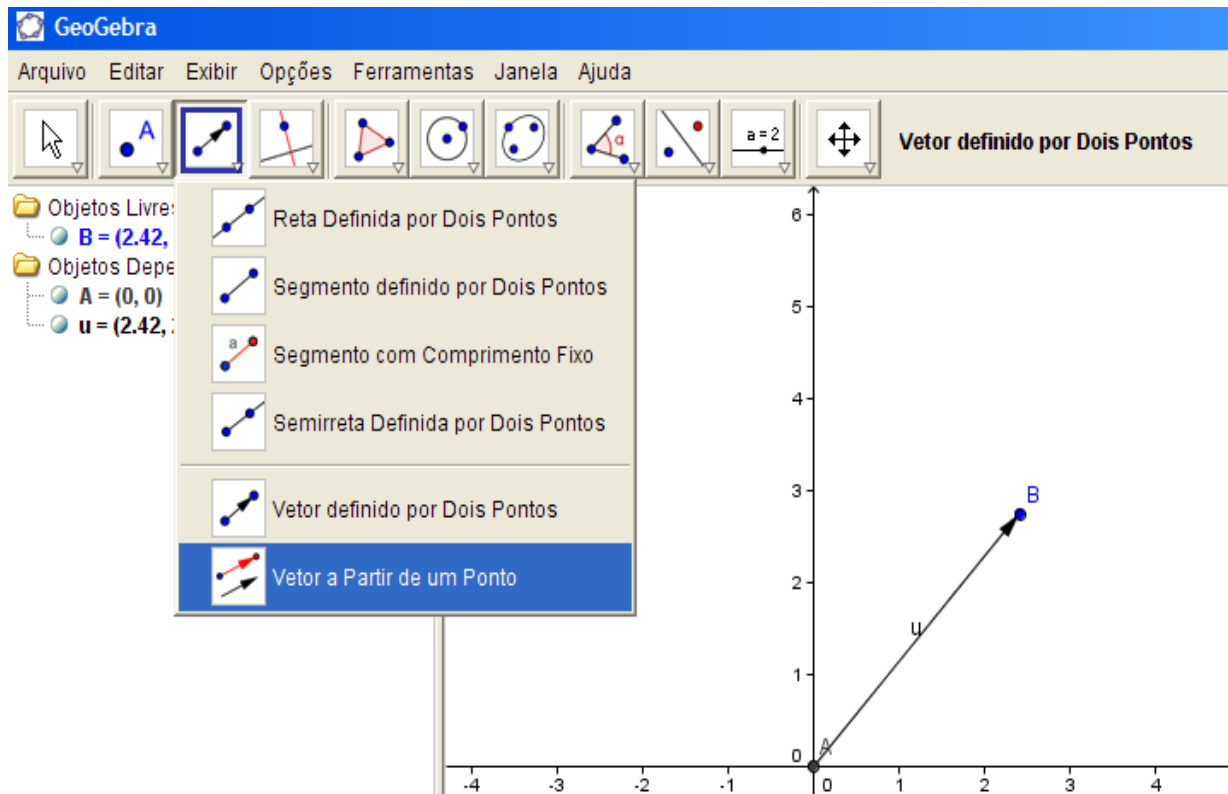 GeoGebra
Arquivo Editar Exibir Opções Ferramentas Janela Ajuda
A
α
a = 2
Vetor definido por Dois Pontos
Objetos Livres
B = (2.42,
Objetos Depe
A = (0, 0)
u = (2.42,
Reta Definida por Dois Pontos
Segmento definido por Dois Pontos
a
Segmento com Comprimento Fixo
Semirreta Definida por Dois Pontos
Vetor definido por Dois Pontos
Vetor a Partir de um Ponto
6
5
4
3
B
2
u
1
0
A
-4 -3 -2 -1 0 1 2 3 4